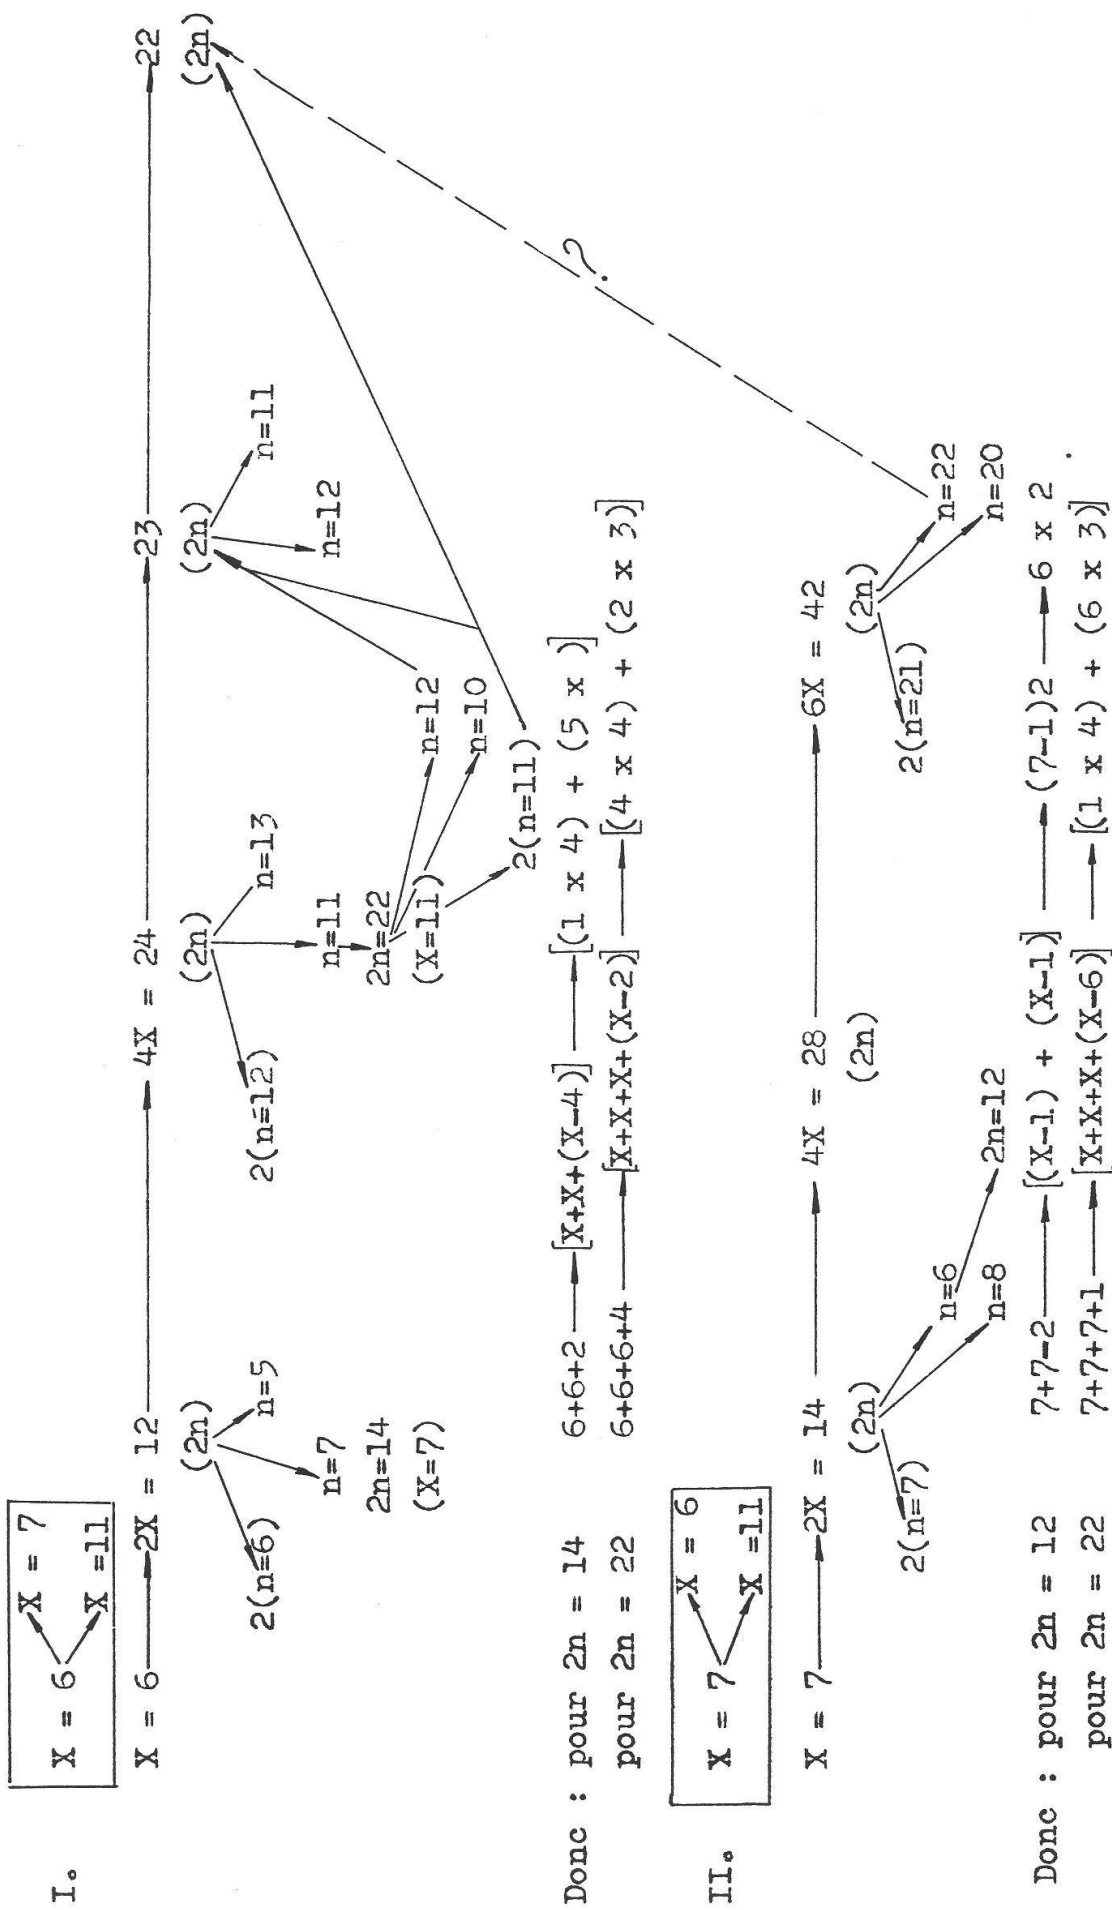 I.
X = 6 X = 7
X =11
X = 6 2X = 12 4X = 24 23 22
(2n) (2n) (2n) (2n)
2(n=6) n=5 2(n=12) n=13 n=11
n=7 n=11 n=12
2n=14 2n=22 n=12
(X=7) (X=11) n=10
2(n=11)
Donc : pour 2n = 14 6+6+2 [X+X+(X-4)] [(1 x 4) + (5 x )]
pour 2n = 22 6+6+6+4 [X+X+X+(X-2)] [(4 x 4) + (2 x 3)]
?
II.
X = 7 X = 6
X =11
X = 7 2X = 14 4X = 28 6X = 42
(2n) (2n) (2n)
2(n=7) n=6 2(n=21) n=22
n=8 2n=12 n=20
Donc : pour 2n = 12 7+7-2 [(X-1) + (X-1)] (7-1)2 6 x 2
pour 2n = 22 7+7+7+1 [X+X+X+(X-6)] [(1 x 4) + (6 x 3)]